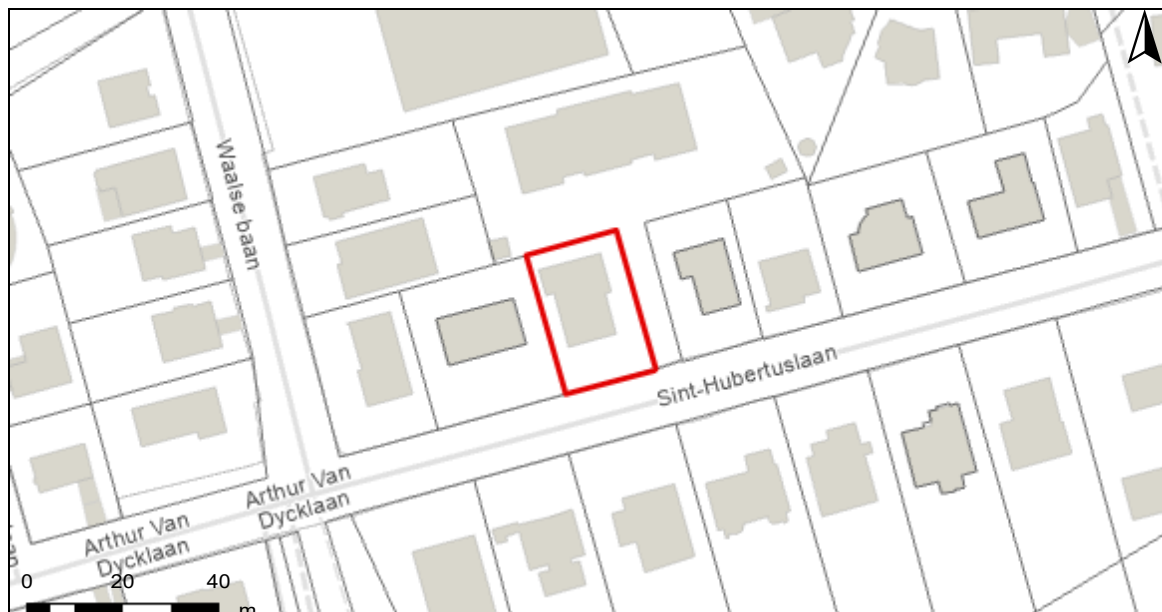 Waalse baan
Sint-Hubertuslaan
Arthur Van
Dycklaan
Arthur Van
Dycklaan
0 20 40
m